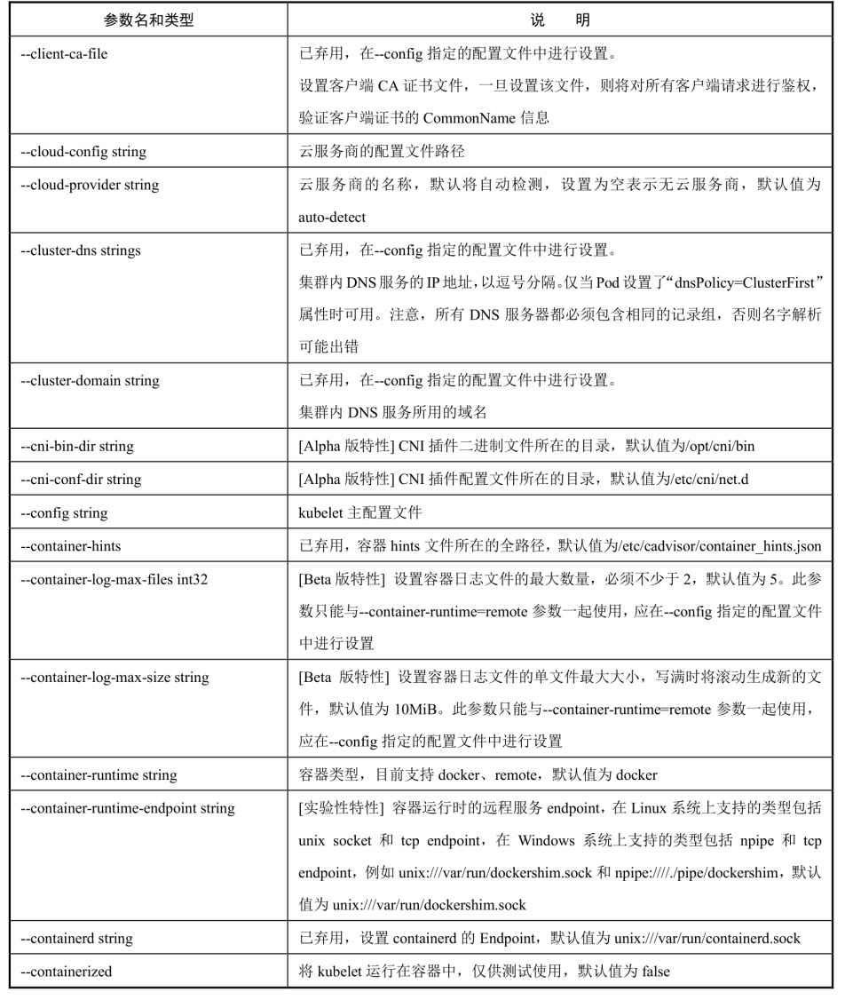 参数名和类型 说 明
--client-ca-file 已弃用，在--config 指定的配置文件中进行设置。
设置客户端 CA 证书文件，一旦设置该文件，则将对所有客户端请求进行鉴权，
验证客户端证书的 CommonName 信息
--cloud-config string 云服务商的配置文件路径
--cloud-provider string 云服务商的名称，默认将自动检测，设置为空表示无云服务商，默认值为
auto-detect
--cluster-dns strings 已弃用，在--config 指定的配置文件中进行设置。
集群内 DNS 服务的 IP 地址，以逗号分隔。仅当 Pod 设置了“dnsPolicy=ClusterFirst”
属性时可用。注意，所有 DNS 服务器都必须包含相同的记录组，否则名字解析
可能出错
--cluster-domain string 已弃用，在--config 指定的配置文件中进行设置。
集群内 DNS 服务所用的域名
--cni-bin-dir string [Alpha 版特性] CNI 插件二进制文件所在的目录，默认值为/opt/cni/bin
--cni-conf-dir string [Alpha 版特性] CNI 插件配置文件所在的目录，默认值为/etc/cni/net.d
--config string kubelet 主配置文件
--container-hints 已弃用，容器 hints 文件所在的全路径，默认值为/etc/cadvisor/container_hints.json
--container-log-max-files int32 [Beta 版特性] 设置容器日志文件的最大数量，必须不少于 2，默认值为 5。此参
数只能与--container-runtime=remote 参数一起使用，应在--config 指定的配置文件
中进行设置
--container-log-max-size string [Beta 版特性] 设置容器日志文件的单文件最大大小，写满时将滚动生成新的文
件，默认值为 10MiB。此参数只能与--container-runtime=remote 参数一起使用，
应在--config 指定的配置文件中进行设置
--container-runtime string 容器类型，目前支持 docker、remote，默认值为 docker
--container-runtime-endpoint string [实验性特性] 容器运行时的远程服务 endpoint，在 Linux 系统上支持的类型包括
unix socket 和 tcp endpoint，在 Windows 系统上支持的类型包括 npipe 和 tcp
endpoint，例如 unix:///var/run/dockershim.sock 和 npipe:////./pipe/dockershim，默认
值为 unix:///var/run/dockershim.sock
--containerd string 已弃用，设置 containerd 的 Endpoint，默认值为 unix:///var/run/containerd.sock
--containerized 将 kubelet 运行在容器中，仅供测试使用，默认值为 false